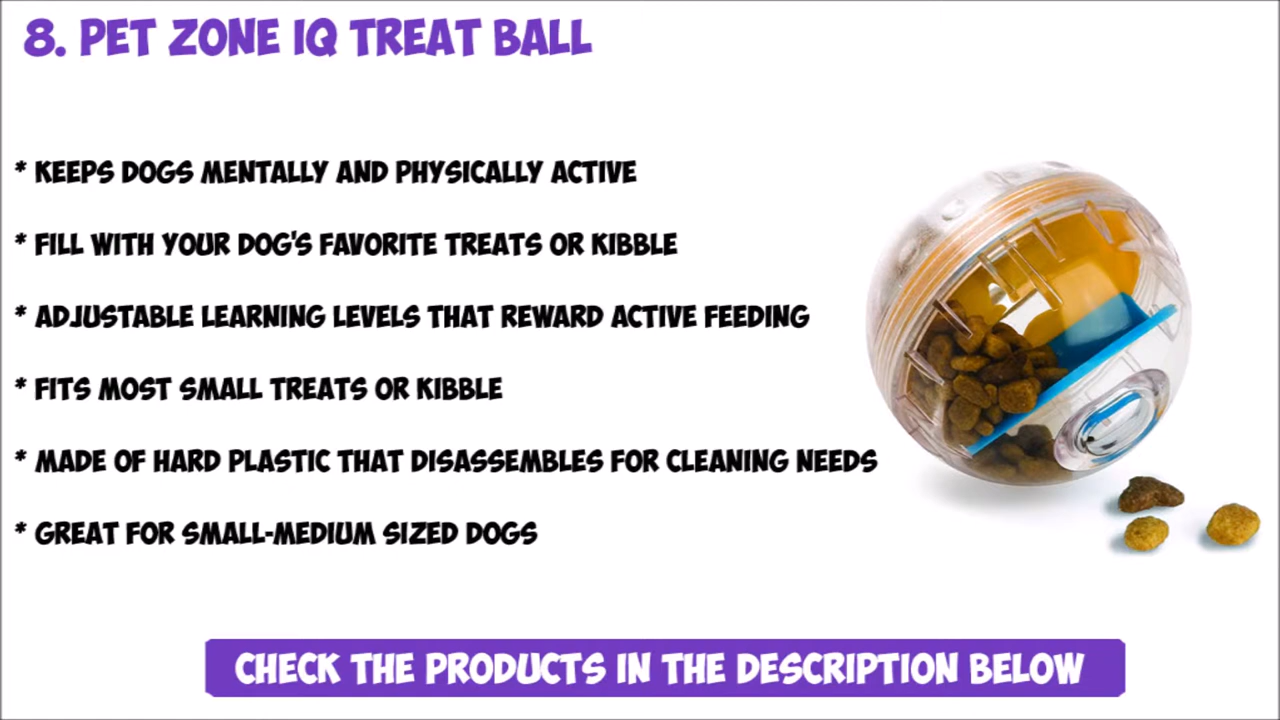 8. PET ZONE IQ TREAT BALL
* KEEPS DOGS MENTALLY AND PHYSICALLY ACTIVE
* FILL WITH YOUR DOG'S FAVORITE TREATS OR KIBBLE
* ADJUSTABLE LEARNING LEVELS THAT REWARD ACTIVE FEEDING
* FITS MOST SMALL TREATS OR KIBBLE
* MADE OF HARD PLASTIC THAT DISASSEMBLES FOR CLEANING NEEDS
* GREAT FOR SMALL-MEDIUM SIZED DOGS
CHECK THE PRODUCTS IN THE DESCRIPTION BELOW